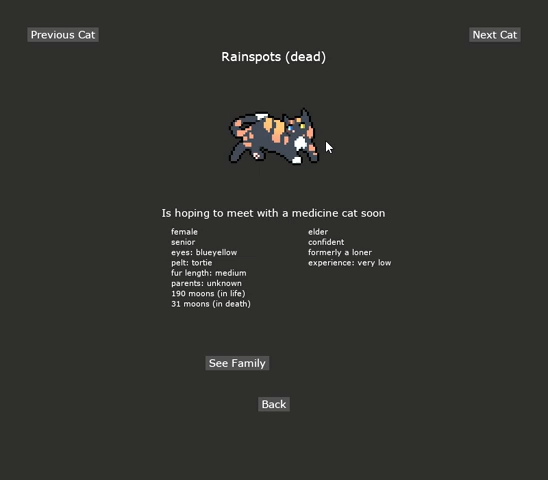 Previous Cat
Next Cat
Rainspots (dead)
Is hoping to meet with a medicine cat soon
female
senior
eyes: blueyellow
pelt: tortie
fur length: medium
parents: unknown
190 moons (in life)
31 moons (in death)
elder
confident
formerly a loner
experience: very low
See Family
Back